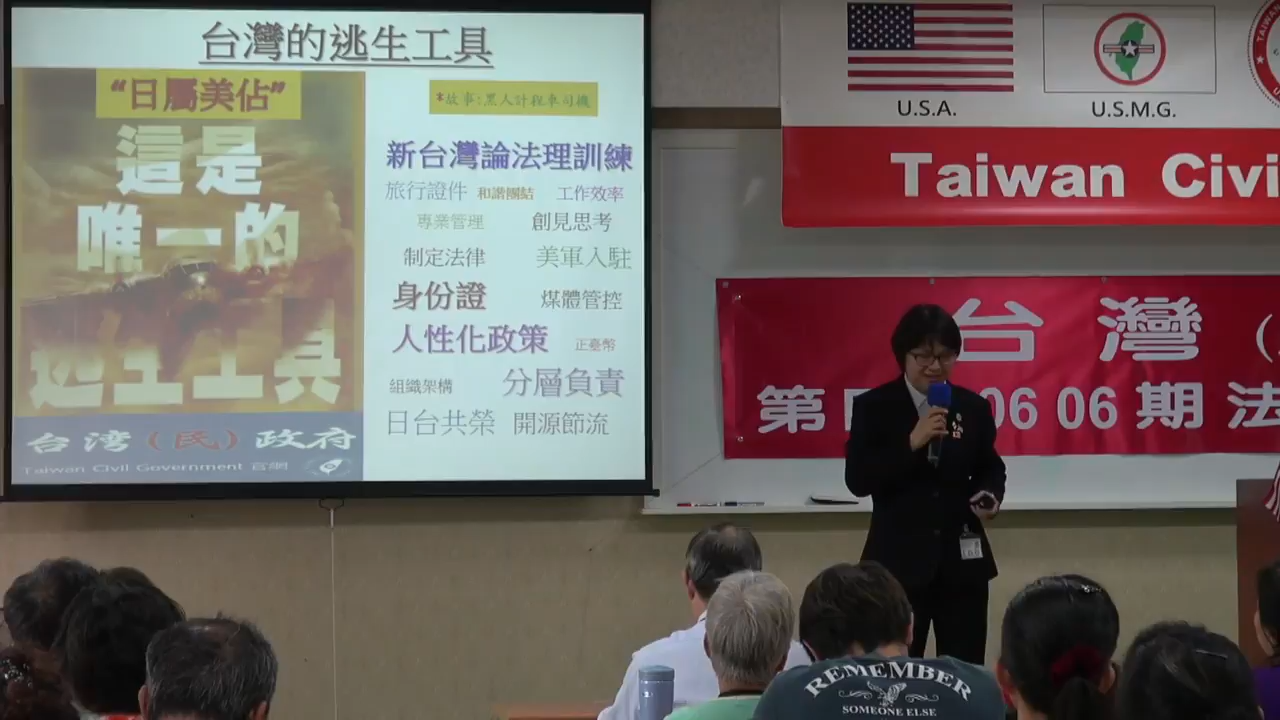 台灣的逃生工具
“日屬美佔”
這是
唯一的
逃生工具
台湾(民)政府
Taiwan Civil Government 官網
*故事:黑人計程車司機
新台灣論法理訓練
旅行證件 和諧團結 工作效率
專業管理 創見思考
制定法律 美軍入駐
身份證 媒體管控
人性化政策 正臺幣
組織架構 分層負責
日台共榮 開源節流
U.S.A. U.S.M.G.
Taiwan Civi
台 灣 (
第 06 06 期 法
REMEMBER
SOMEONE ELSE